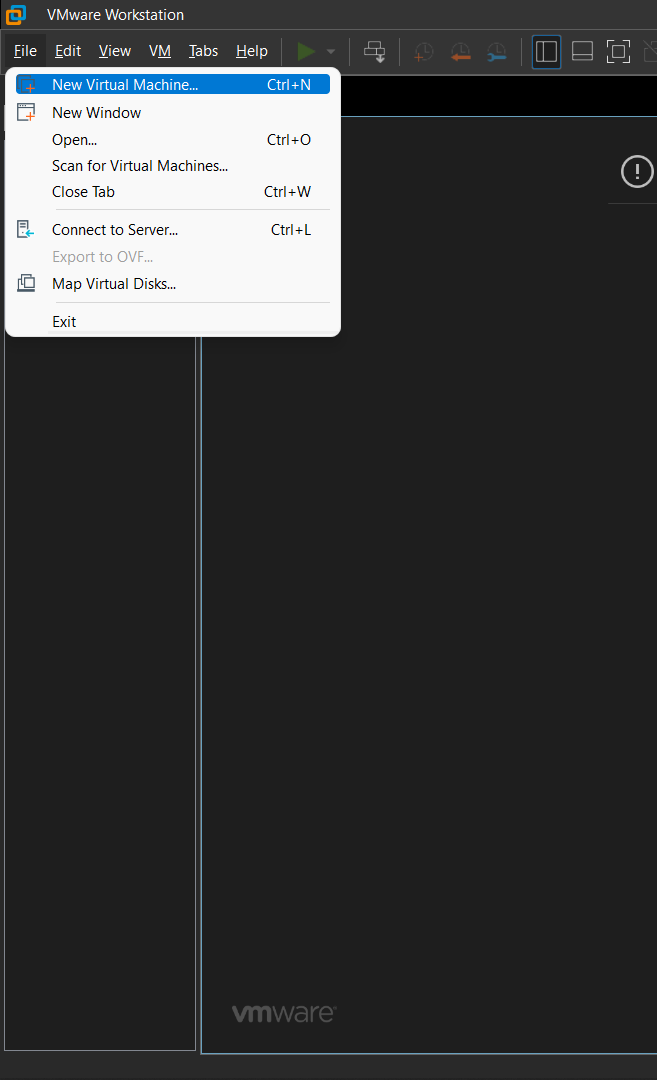 VMware Workstation
File Edit View VM Tabs Help
New Virtual Machine... Ctrl+N
New Window
Open... Ctrl+O
Scan for Virtual Machines...
Close Tab Ctrl+W
Connect to Server... Ctrl+L
Export to OVF...
Map Virtual Disks...
Exit
vmware